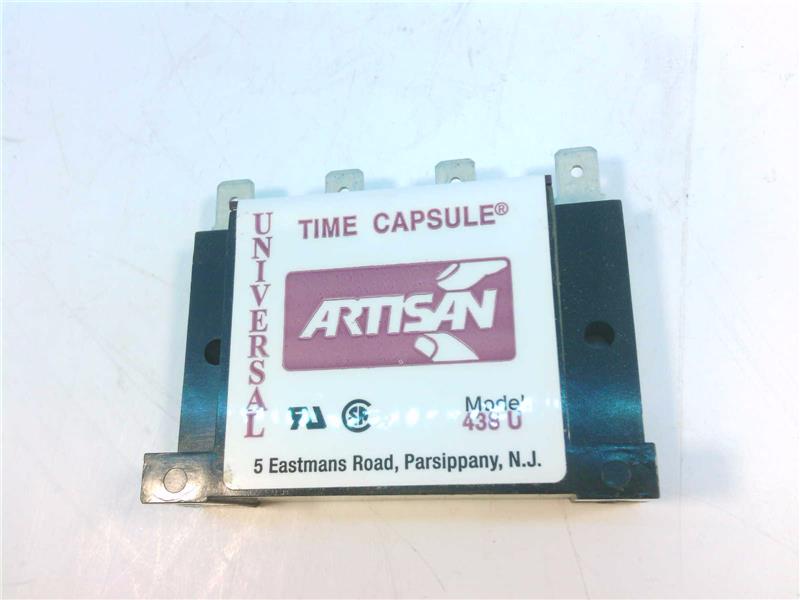 UNIVERSAL
TIME CAPSULE®
ARTISAN
Model
438 U
5 Eastmans Road, Parsippany, N.J.